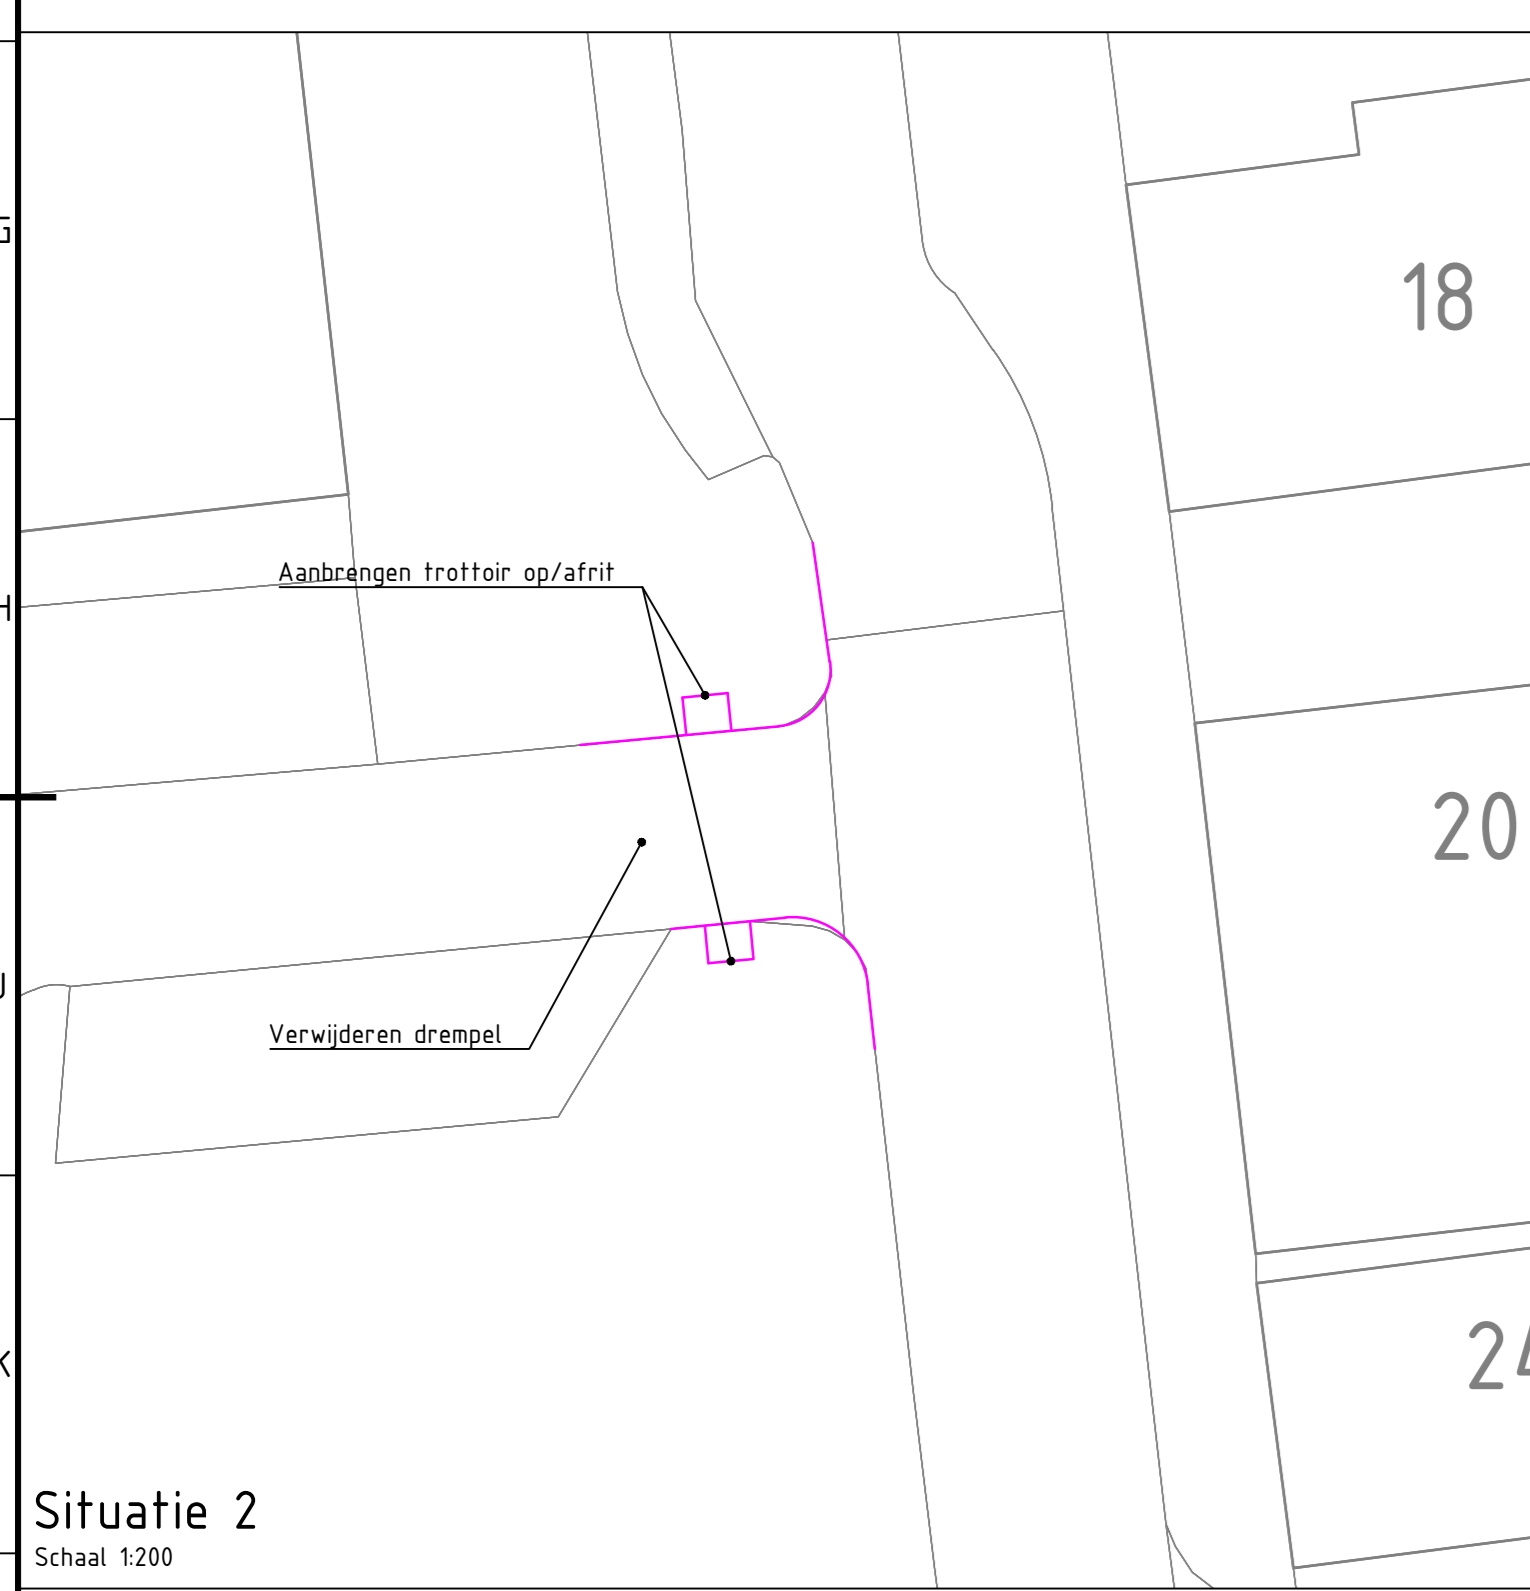 G
18
Aanbrengen trottoir op/afrit
H
20
J
Verwijderen drempel
K
24
Situatie 2
Schaal 1:200